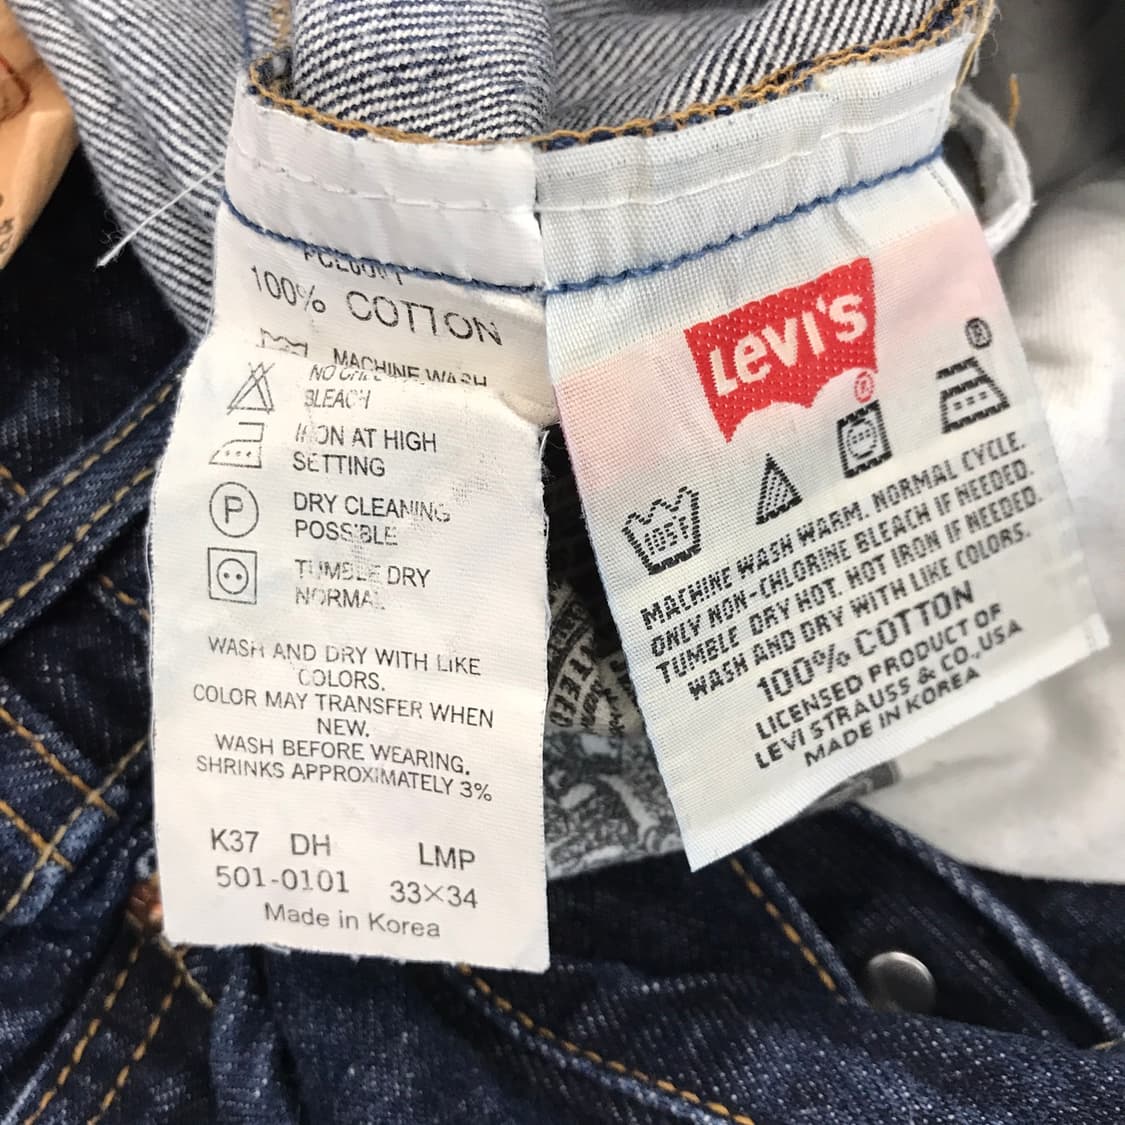 100% COTTON
MACHINE WASH
NO
BLEACH
IRON AT HIGH
SETTING
P
DRY CLEANING
POSSIBLE
TUMBLE DRY
NORMAL
WASH AND DRY WITH LIKE
COLORS.
COLOR MAY TRANSFER WHEN
NEW.
WASH BEFORE WEARING.
SHRINKS APPROXIMATELY 3%
K37 DH LMP
501-0101 33×34
Made in Korea
LEVI'S
®
®
105F
MACHINE WASH WARM. NORMAL CYCLE.
ONLY NON-CHLORINE BLEACH IF NEEDED.
TUMBLE DRY HOT. HOT IRON IF NEEDED.
WASH AND DRY WITH LIKE COLORS.
100% COTTON
LICENSED PRODUCT OF
LEVI STRAUSS & CO.,USA
MADE IN KOREA